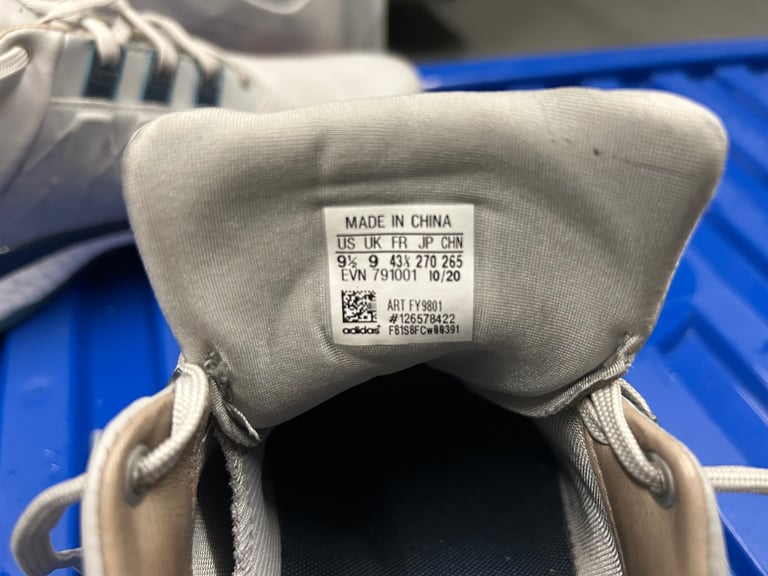 MADE IN CHINA
US UK FR JP CHN
9½ 9 43⅓ 270 265
EVN 791001 10/20
ART FY9801
#126578422
adidas F81S8FCw00391